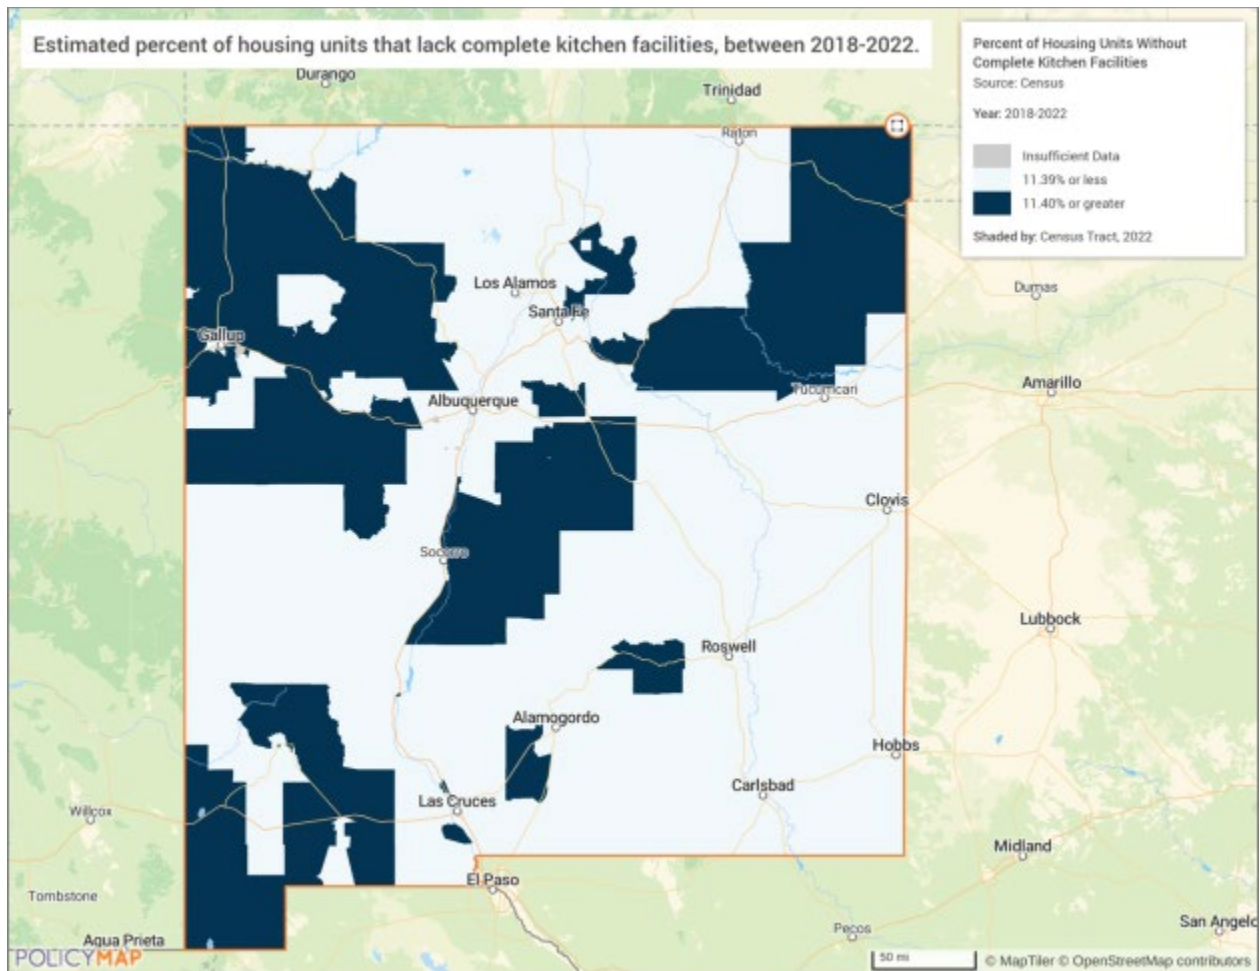 Estimated percent of housing units that lack complete kitchen facilities, between 2018-2022.
Percent of Housing Units Without
Complete Kitchen Facilities
Source: Census
Year: 2018-2022
Insufficient Data
11.39% or less
11.40% or greater
Shaded by: Census Tract, 2022
Durango
Trinidad
Raton
Los Alamos
Santa Fe
Dumas
Gallup
Albuquerque
Tucumcari
Amarillo
Clovis
Socorro
Lubbock
Roswell
Alamogordo
Hobbs
Las Cruces
Carlsbad
Willcox
Midland
El Paso
Tombstone
Pecos
San Angelo
Agua Prieta
POLICYMAP
50 mi
© MapTiler © OpenStreetMap contributors